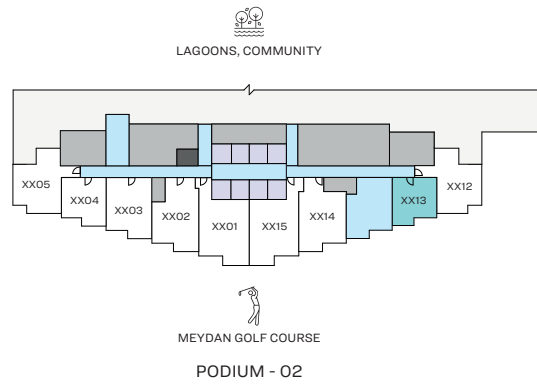 LAGOONS, COMMUNITY
XX05
XX04
XX03
XX02
XX01
XX15
XX14
XX13
XX12
MEYDAN GOLF COURSE
PODIUM - 02